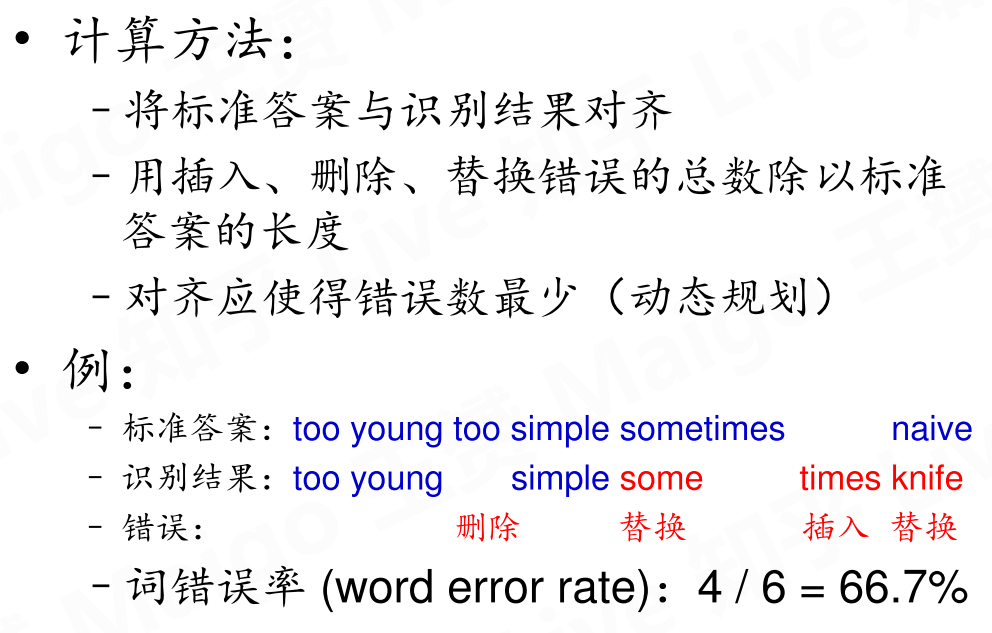 • 计算方法：
– 将标准答案与识别结果对齐
– 用插入、删除、替换错误的总数除以标准
答案的长度
– 对齐应使得错误数最少（动态规划）
• 例：
– 标准答案：too young too simple sometimes naive
– 识别结果：too young simple some times knife
– 错误： 删除 替换 插入 替换
– 词错误率 (word error rate)：4 / 6 = 66.7%